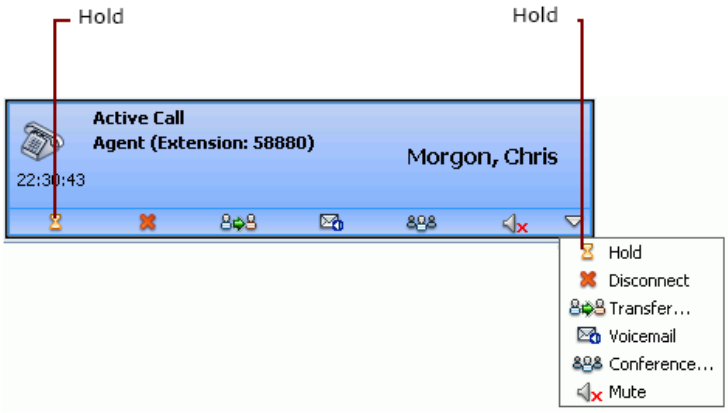 Hold
Hold
Active Call
Agent (Extension: 58880)
Morgon, Chris
22:30:43
Hold
Disconnect
Transfer...
Voicemail
Conference...
Mute